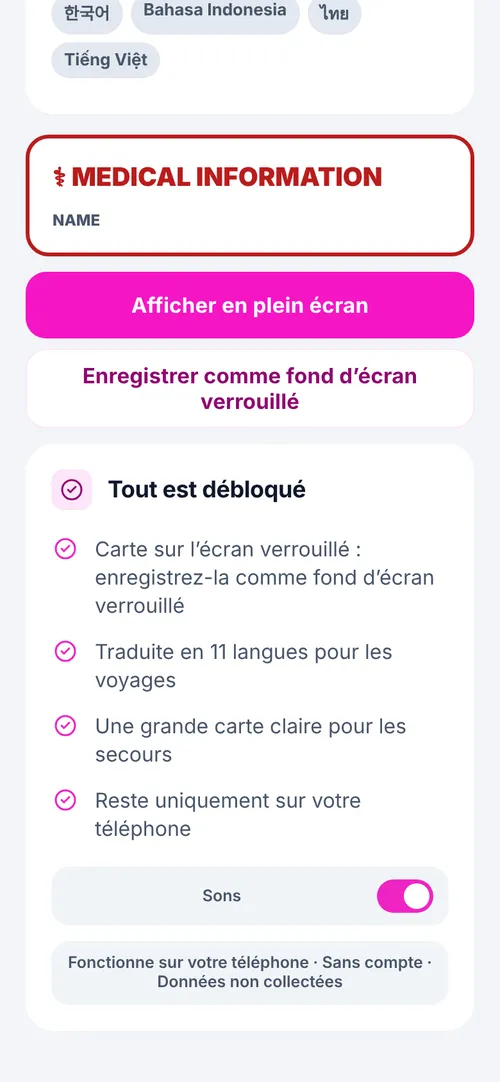 한국어
Bahasa Indonesia
ไทย
Tiếng Việt
⚕ MEDICAL INFORMATION
NAME
Afficher en plein écran
Enregistrer comme fond d’écran
verrouillé
Tout est débloqué
Carte sur l’écran verrouillé :
enregistrez-la comme fond d’écran
verrouillé
Traduite en 11 langues pour les
voyages
Une grande carte claire pour les
secours
Reste uniquement sur votre
téléphone
Sons
Fonctionne sur votre téléphone · Sans compte ·
Données non collectées